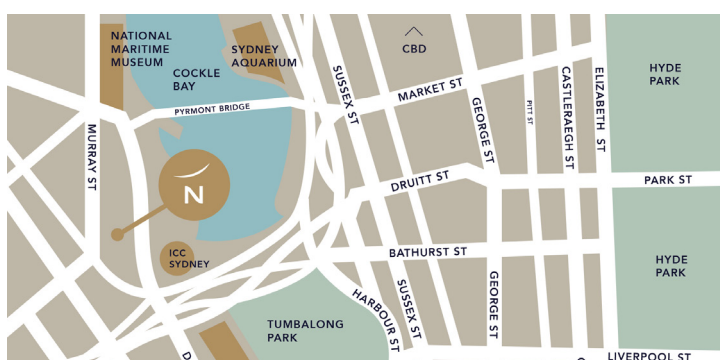 NATIONAL
MARITIME
MUSEUM
SYDNEY
AQUARIUM
COCKLE
BAY
CBD
HYDE
PARK
PYRMONT BRIDGE
SUSSEX ST
MARKET ST
GEORGE ST
PITT ST
CASTLERAEGH ST
ELIZABETH ST
MURRAY ST
N
DRUITT ST
PARK ST
ICC
SYDNEY
BATHURST ST
HYDE
PARK
HARBOUR ST
SUSSEX ST
GEORGE ST
TUMBALONG
PARK
D
LIVERPOOL ST